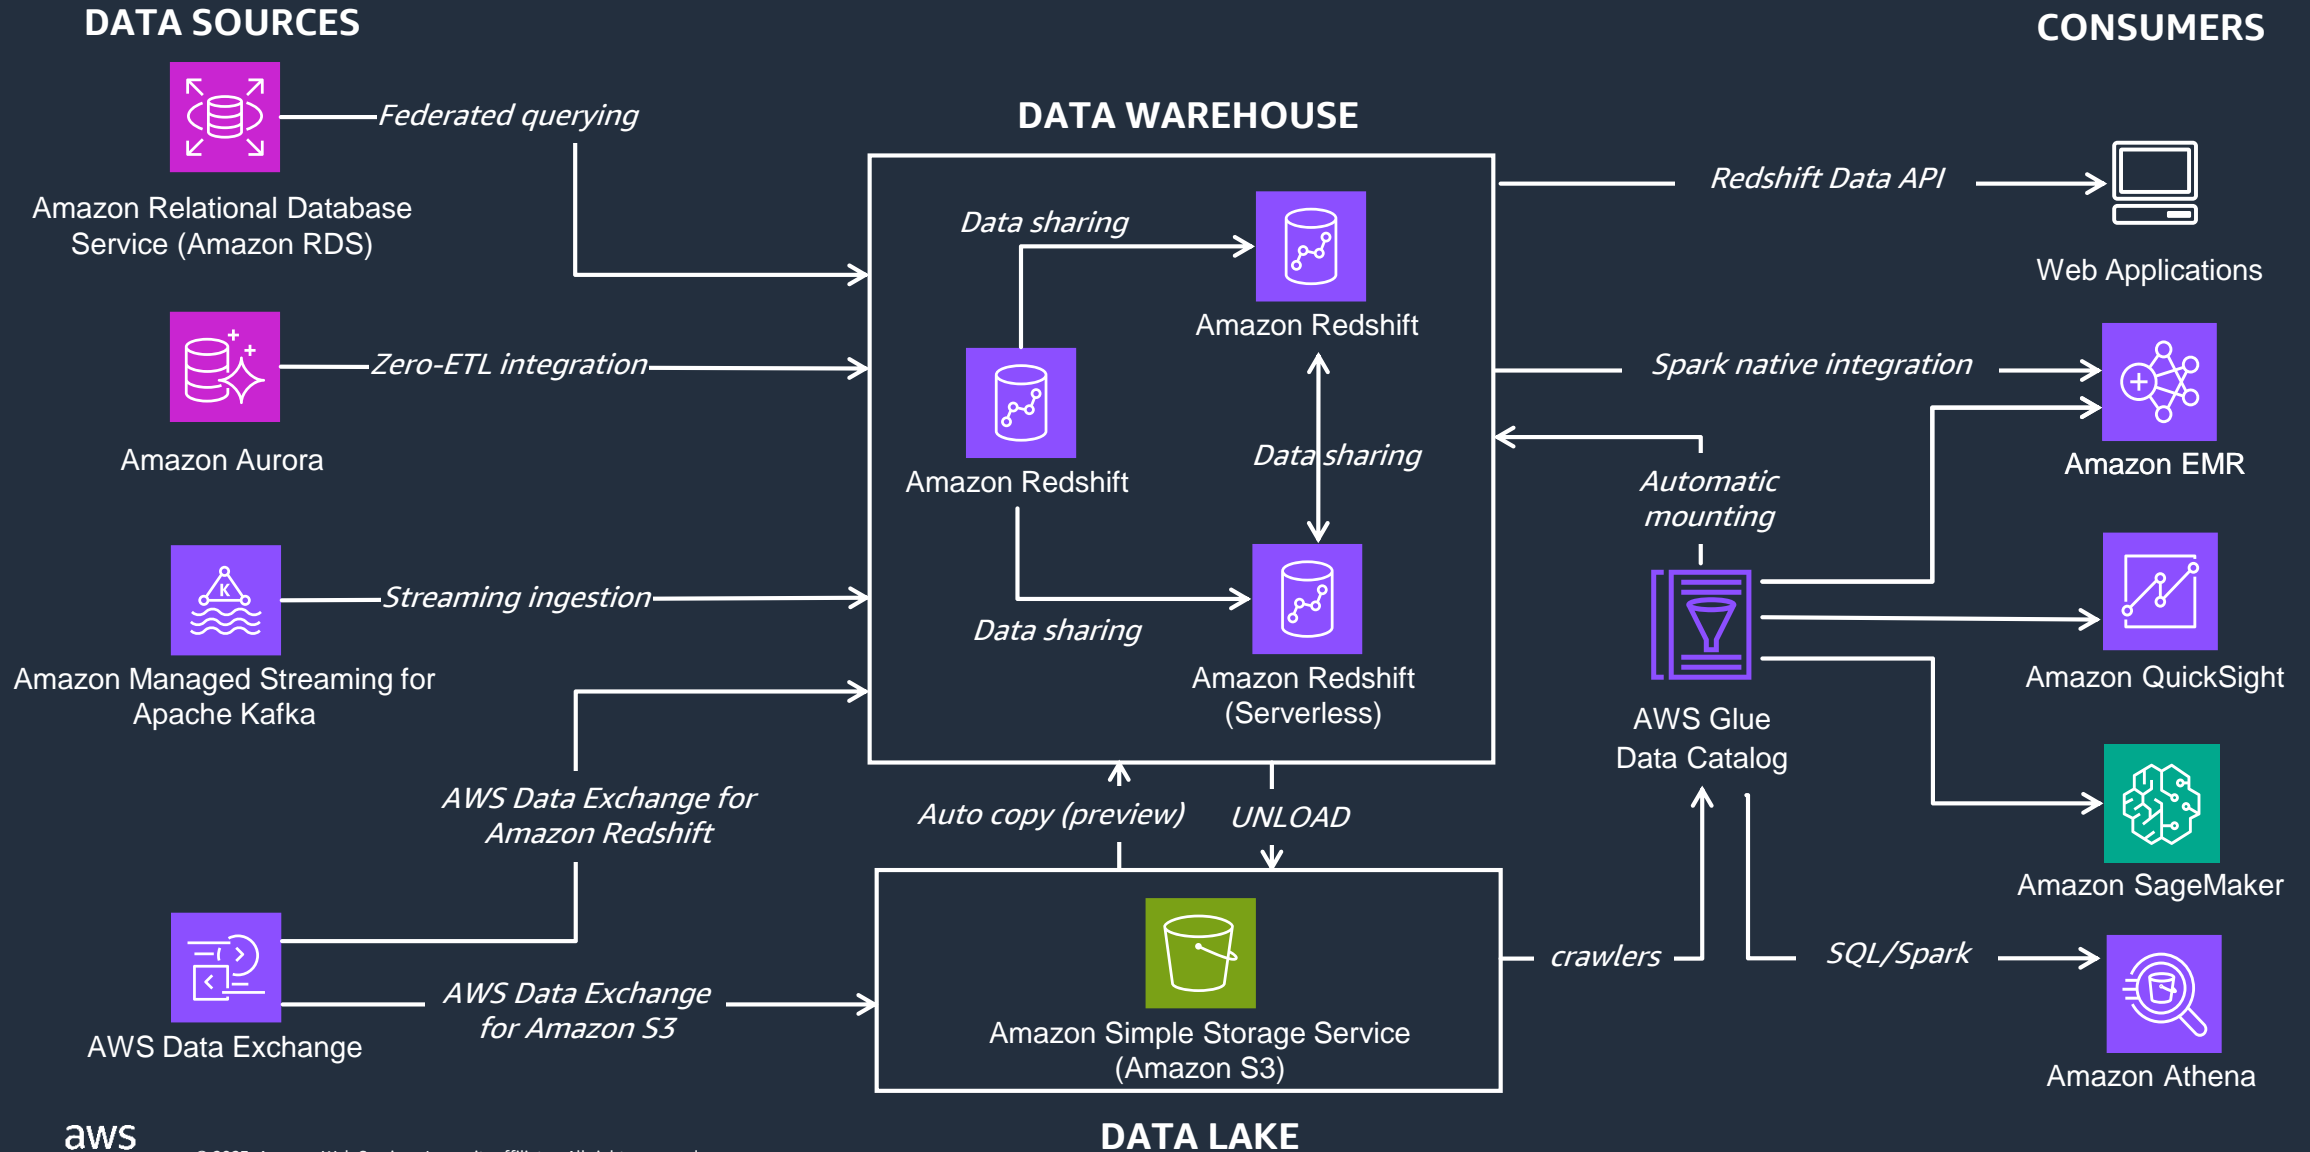 DATA SOURCES
Federated querying
Amazon Relational Database
Service (Amazon RDS)
Zero-ETL integration
Amazon Aurora
K
Streaming ingestion
Amazon Managed Streaming for
Apache Kafka
AWS Data Exchange for
Amazon Redshift
AWS Data Exchange
for Amazon S3
AWS Data Exchange
DATA WAREHOUSE
Data sharing
Amazon Redshift
Amazon Redshift
Data sharing
Data sharing
Amazon Redshift
(Serverless)
Auto copy (preview)
UNLOAD
Amazon Simple Storage Service
(Amazon S3)
DATA LAKE
CONSUMERS
Redshift Data API
Web Applications
Spark native integration
Amazon EMR
Automatic
mounting
AWS Glue
Data Catalog
Amazon QuickSight
Amazon SageMaker
crawlers
SQL/Spark
Amazon Athena
aws